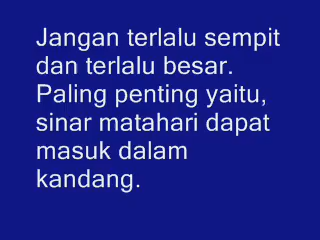 Jangan terlalu sempit
dan terlalu besar.
Paling penting yaitu,
sinar matahari dapat
masuk dalam
kandang.